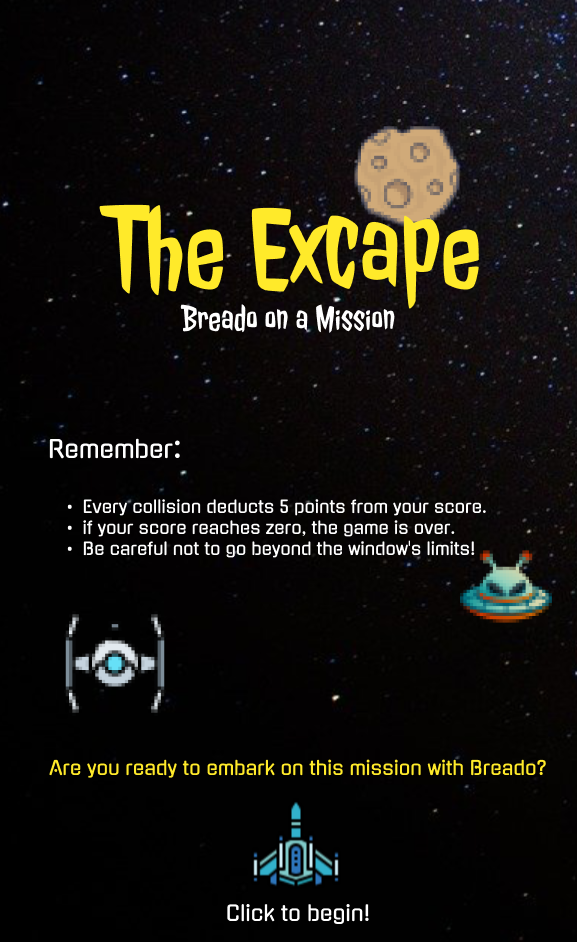 The Excape
Breado on a Mission
Remember:
• Every collision deducts 5 points from your score.
• if your score reaches zero, the game is over.
• Be careful not to go beyond the window's limits!
Are you ready to embark on this mission with Breado?
Click to begin!